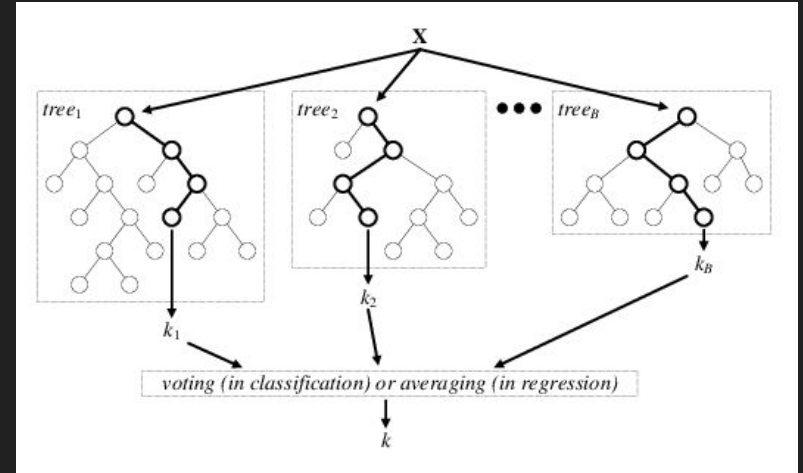 X
tree1
tree2
●●●
treeB
k1
k2
kB
voting (in classification) or averaging (in regression)
k